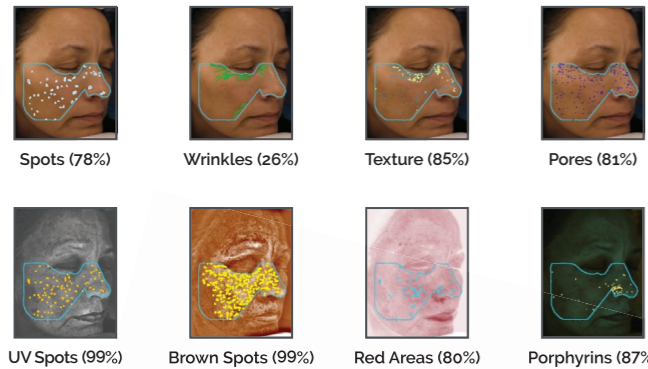 Spots (78%)
Wrinkles (26%)
Texture (85%)
Pores (81%)
UV Spots (99%)
Brown Spots (99%)
Red Areas (80%)
Porphyrins (87%